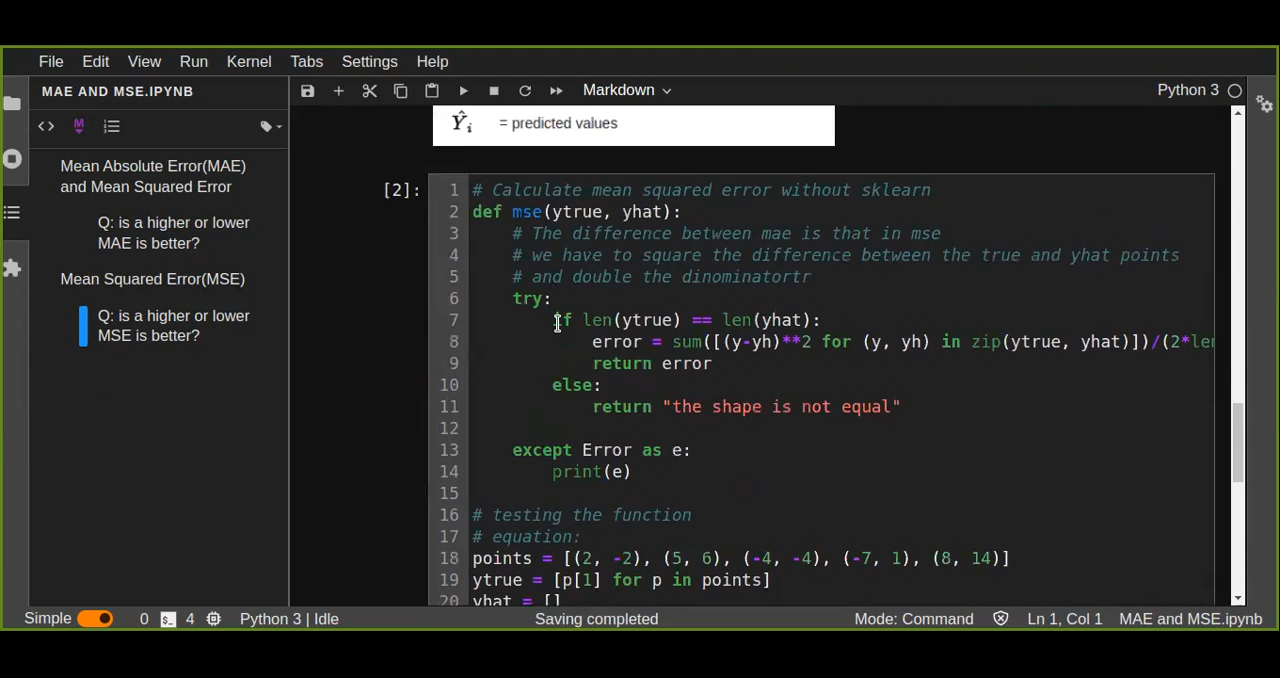 File Edit View Run Kernel Tabs Settings Help
MAE AND MSE.IPYNB
Markdown
Python 3
Mean Absolute Error(MAE)
and Mean Squared Error
Q: is a higher or lower
MAE is better?
Mean Squared Error(MSE)
Q: is a higher or lower
MSE is better?
Ŷi = predicted values
[2]:
1 # Calculate mean squared error without sklearn
2 def mse(ytrue, yhat):
3 # The difference between mae is that in mse
4 # we have to square the difference between the true and yhat points
5 # and double the dinominatortr
6 try:
7 if len(ytrue) == len(yhat):
8 error = sum([(y-yh)**2 for (y, yh) in zip(ytrue, yhat)])/(2*len
9 return error
10 else:
11 return "the shape is not equal"
12
13 except Error as e:
14 print(e)
15
16 # testing the function
17 # equation:
18 points = [(2, -2), (5, 6), (-4, -4), (-7, 1), (8, 14)]
19 ytrue = [p[1] for p in points]
20 yhat = []
Simple 0 $_ 4 Python 3 | Idle Saving completed Mode: Command Ln 1, Col 1 MAE and MSE.ipynb